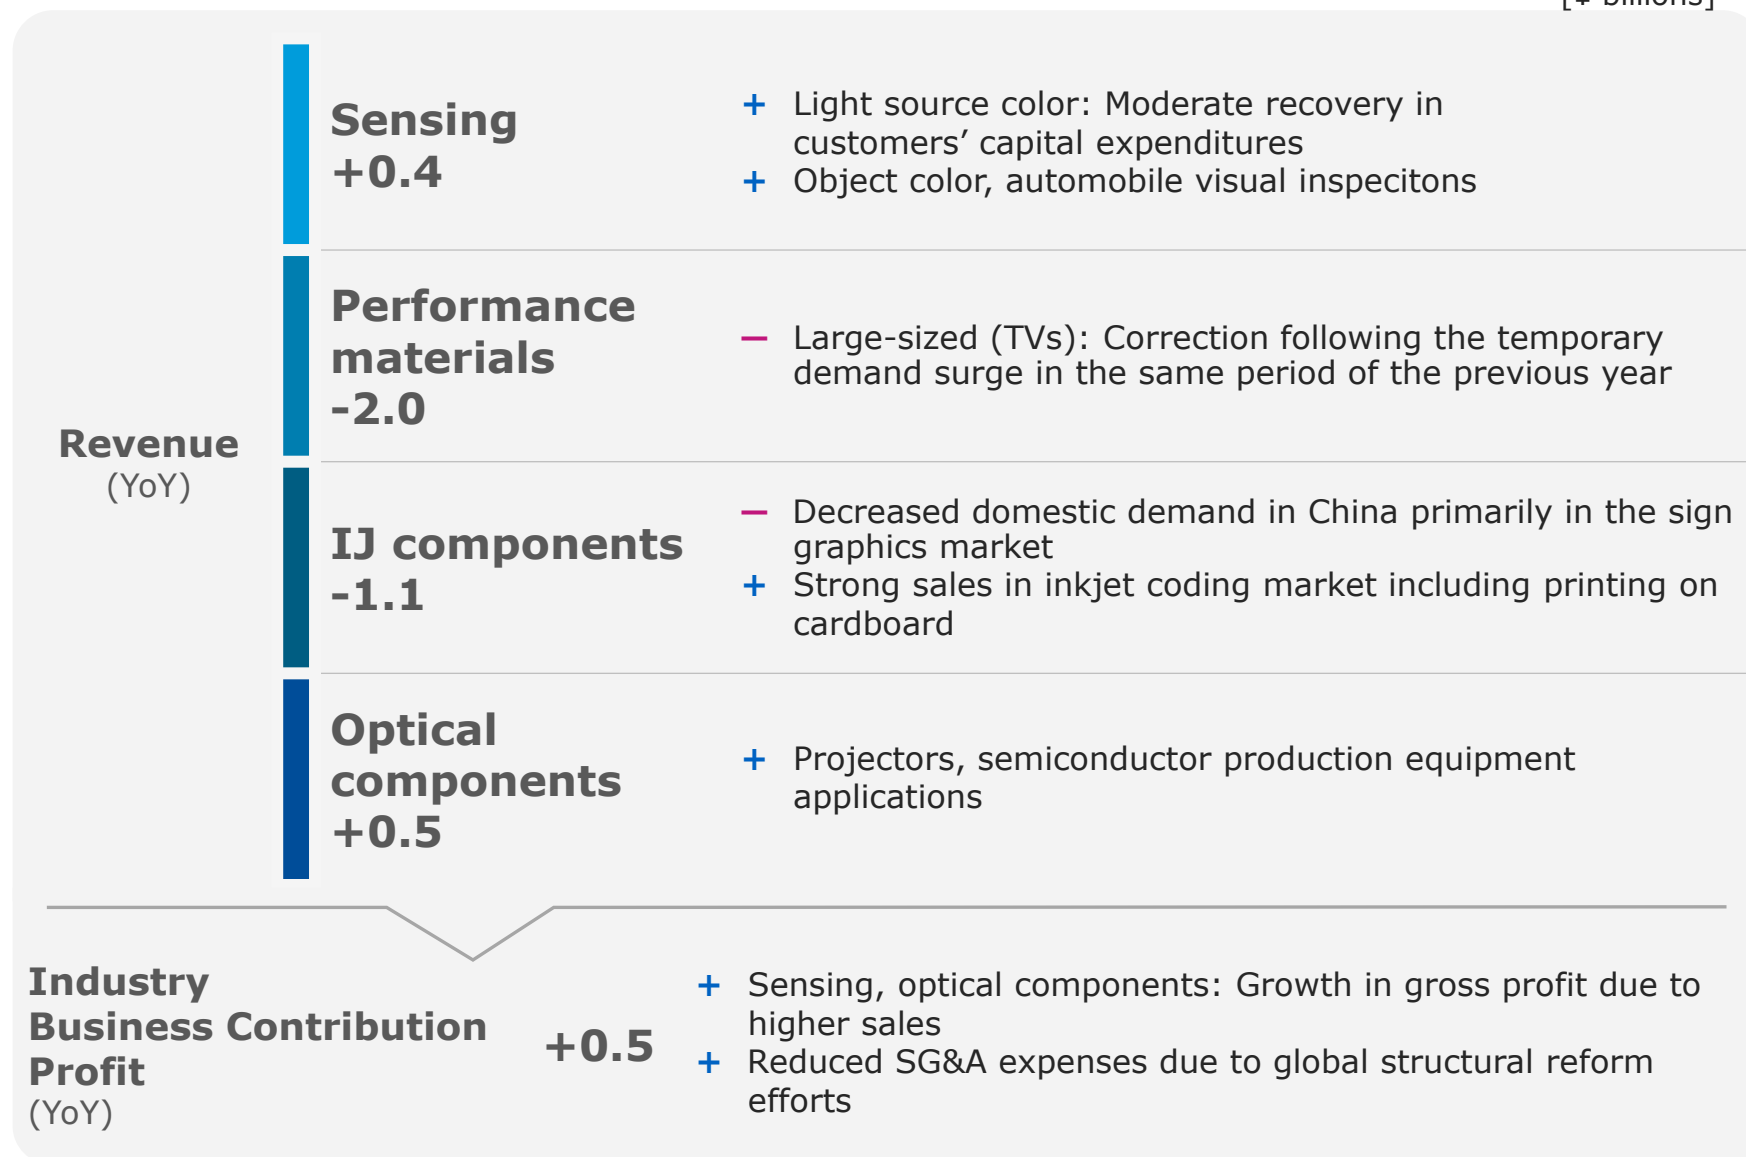 [¥ billions]
Sensing
+0.4
+ Light source color: Moderate recovery in
customers’ capital expenditures
+ Object color, automobile visual inspecitons
Performance
materials
-2.0
— Large-sized (TVs): Correction following the temporary
demand surge in the same period of the previous year
Revenue
(YoY)
IJ components
-1.1
— Decreased domestic demand in China primarily in the sign
graphics market
+ Strong sales in inkjet coding market including printing on
cardboard
Optical
components
+0.5
+ Projectors, semiconductor production equipment
applications
Industry
Business Contribution
Profit
(YoY)
+0.5
+ Sensing, optical components: Growth in gross profit due to
higher sales
+ Reduced SG&A expenses due to global structural reform
efforts